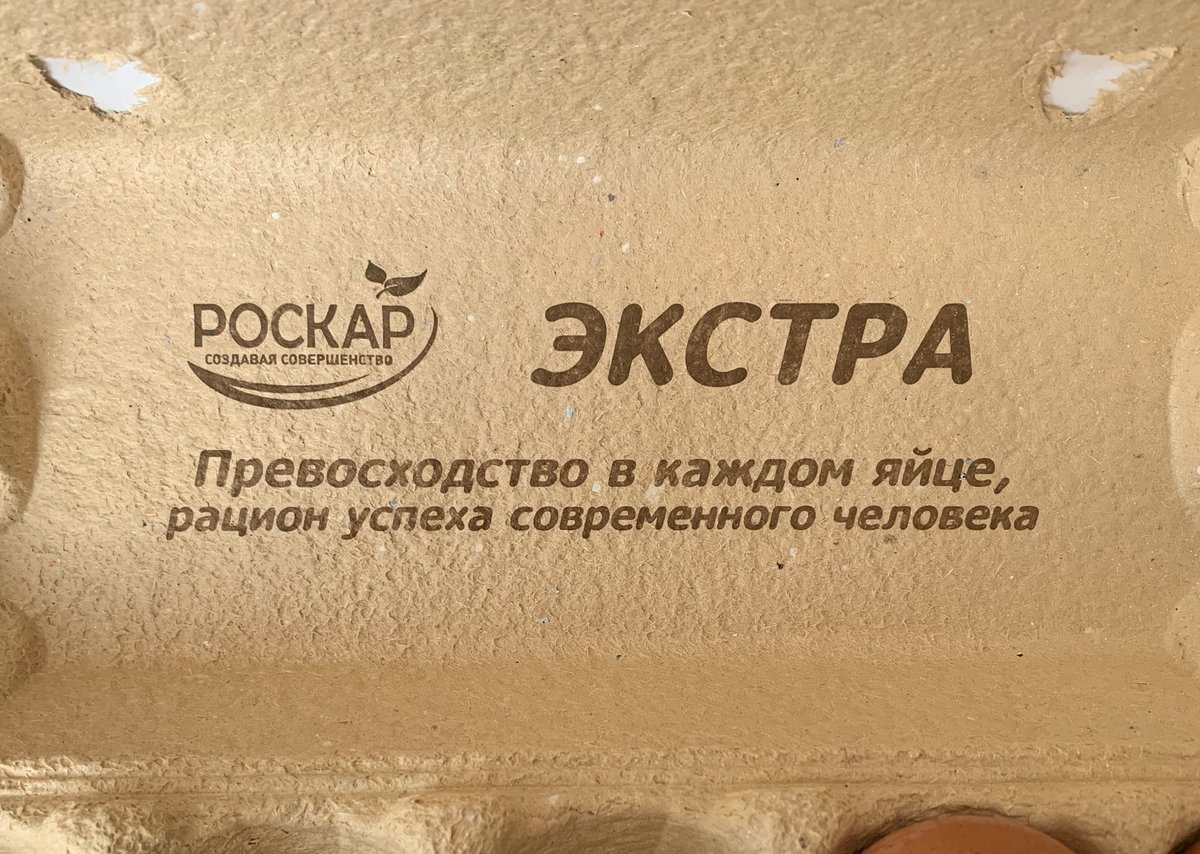 РОСКАР
СОЗДАВАЯ СОВЕРШЕНСТВО
ЭКСТРА
Превосходство в каждом яйце,
рацион успеха современного человека